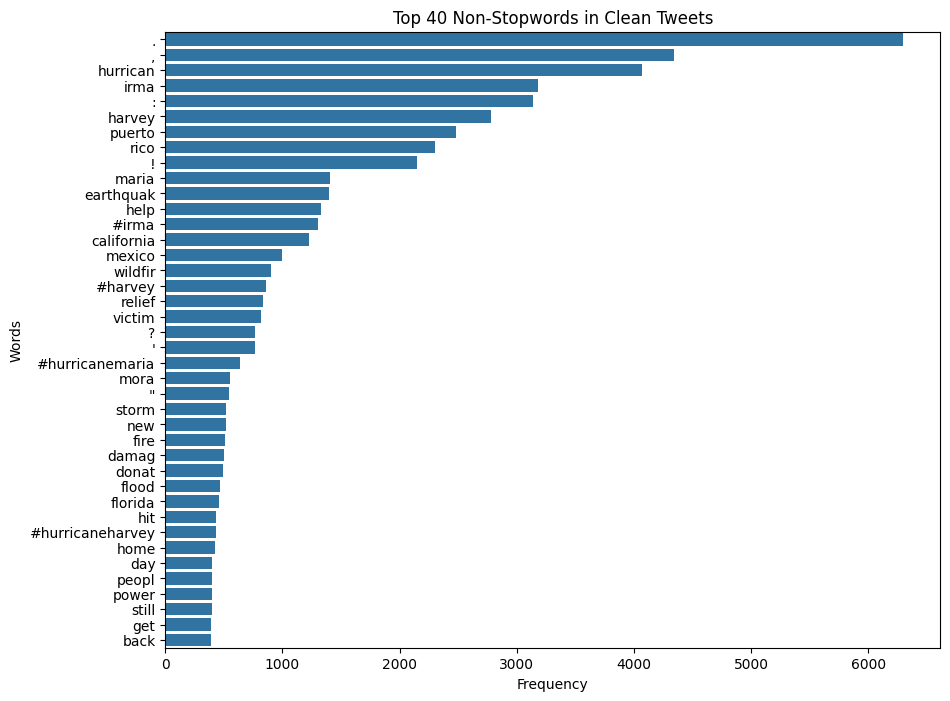 Top 40 Non-Stopwords in Clean Tweets
Words
.
,
hurrican
irma
:
harvey
puerto
rico
!
maria
earthquak
help
#irma
california
mexico
wildfir
#harvey
relief
victim
?
'
#hurricanemaria
mora
"
storm
new
fire
damag
donat
flood
florida
hit
#hurricaneharvey
home
day
peopl
power
still
get
back
0 1000 2000 3000 4000 5000 6000
Frequency